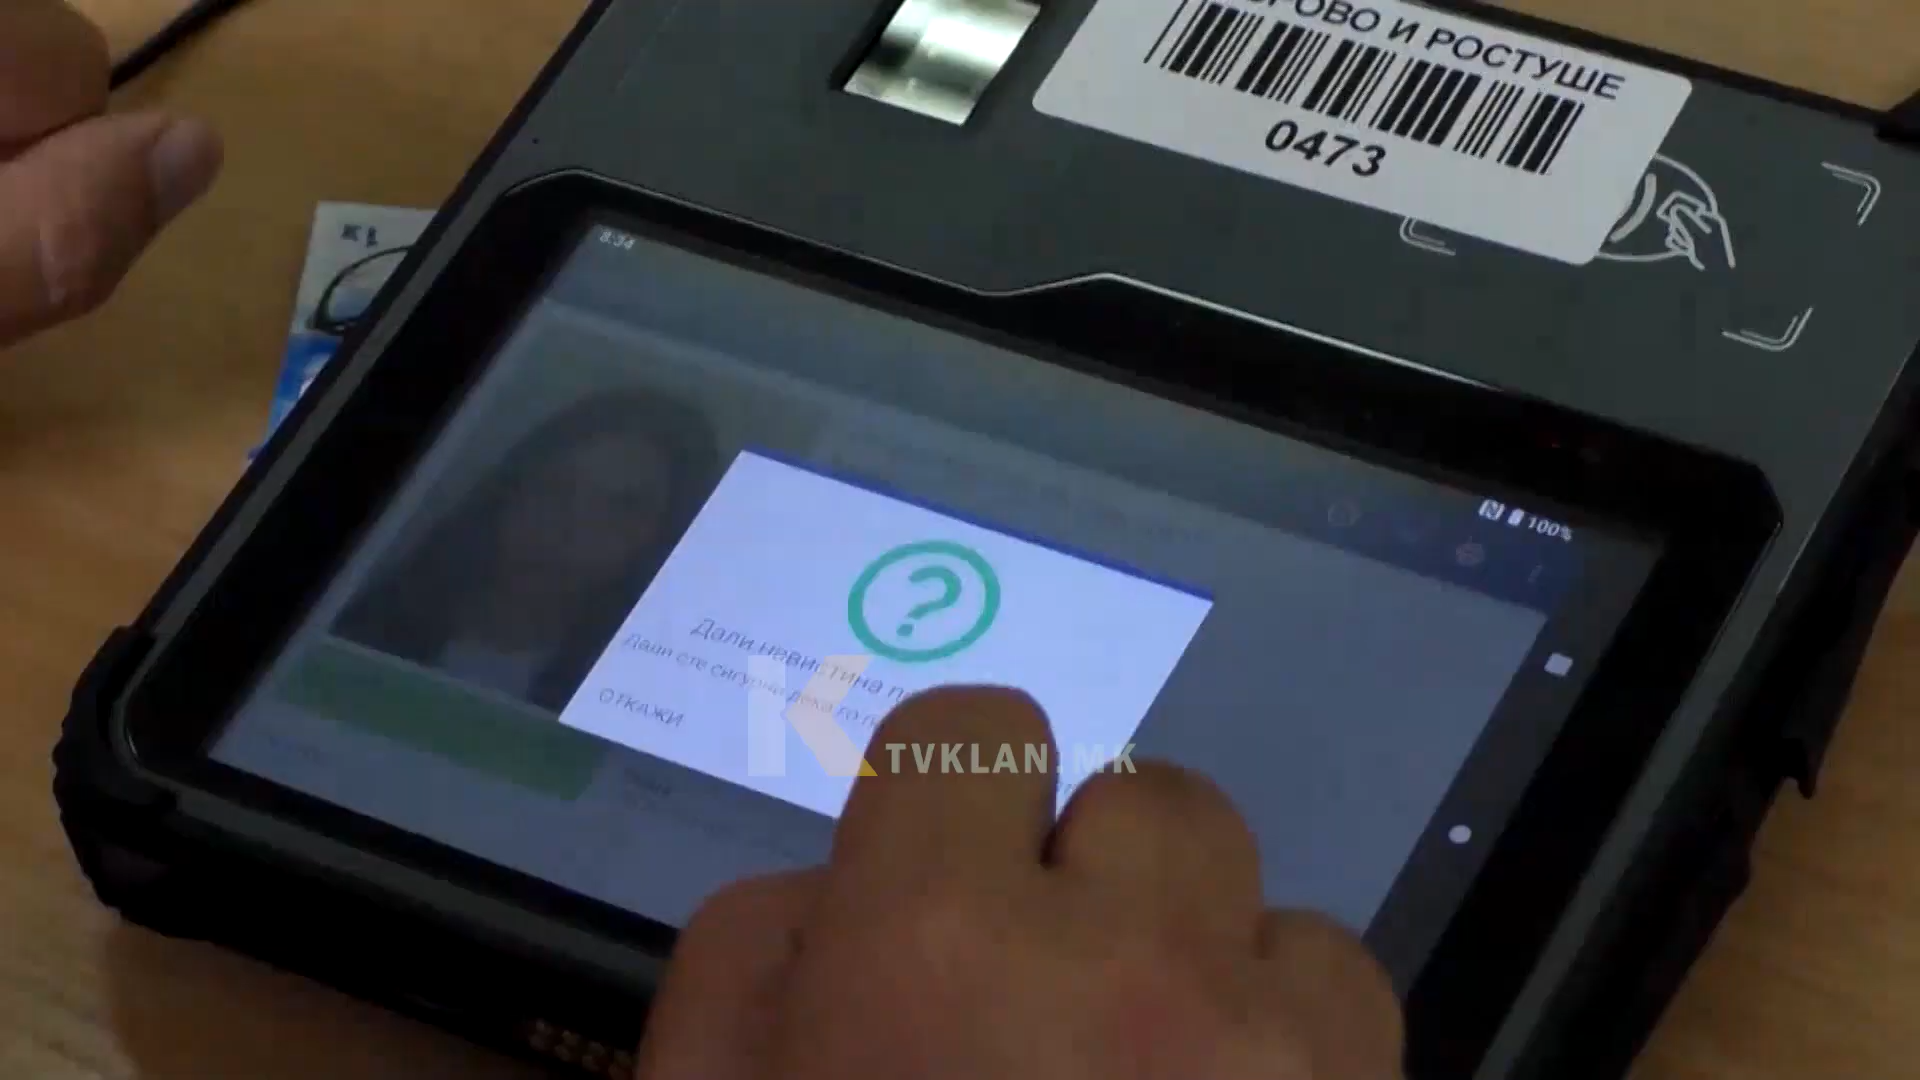 РОВО И РОСТУШЕ
0473
8:34
100%
Дали навистина
Дали сте сигурни дека го
ОТКАЖИ
TVKLAN.MK